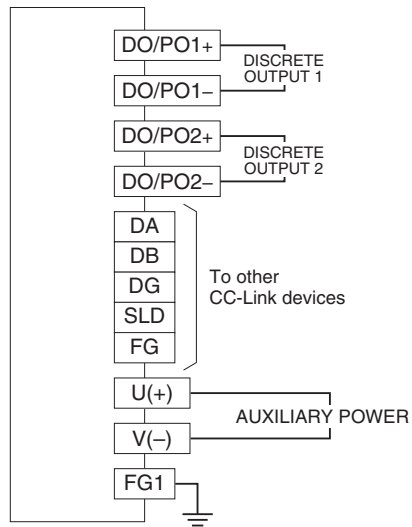 DO/PO1+
DISCRETE
OUTPUT 1
DO/PO1–
DO/PO2+
DISCRETE
OUTPUT 2
DO/PO2–
DA
DB
DG
SLD
FG
To other
CC-Link devices
U(+)
AUXILIARY POWER
V(–)
FG1